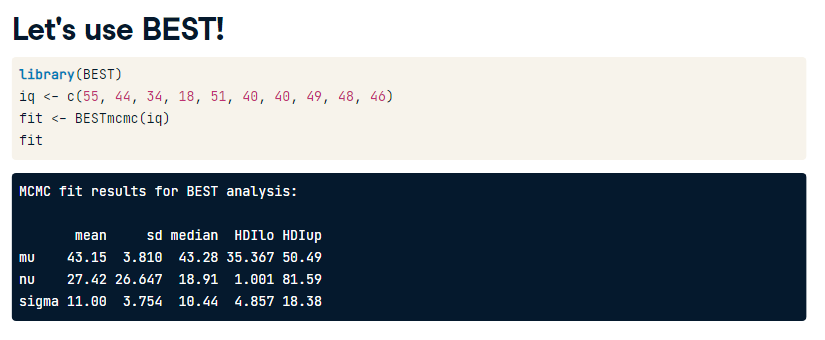 Let's use BEST!
library(BEST)
iq <- c(55, 44, 34, 18, 51, 40, 40, 49, 48, 46)
fit <- BESTmcmc(iq)
fit
MCMC fit results for BEST analysis:
mean sd median HDIlo HDIup
mu 43.15 3.810 43.28 35.367 50.49
nu 27.42 26.647 18.91 1.001 81.59
sigma 11.00 3.754 10.44 4.857 18.38